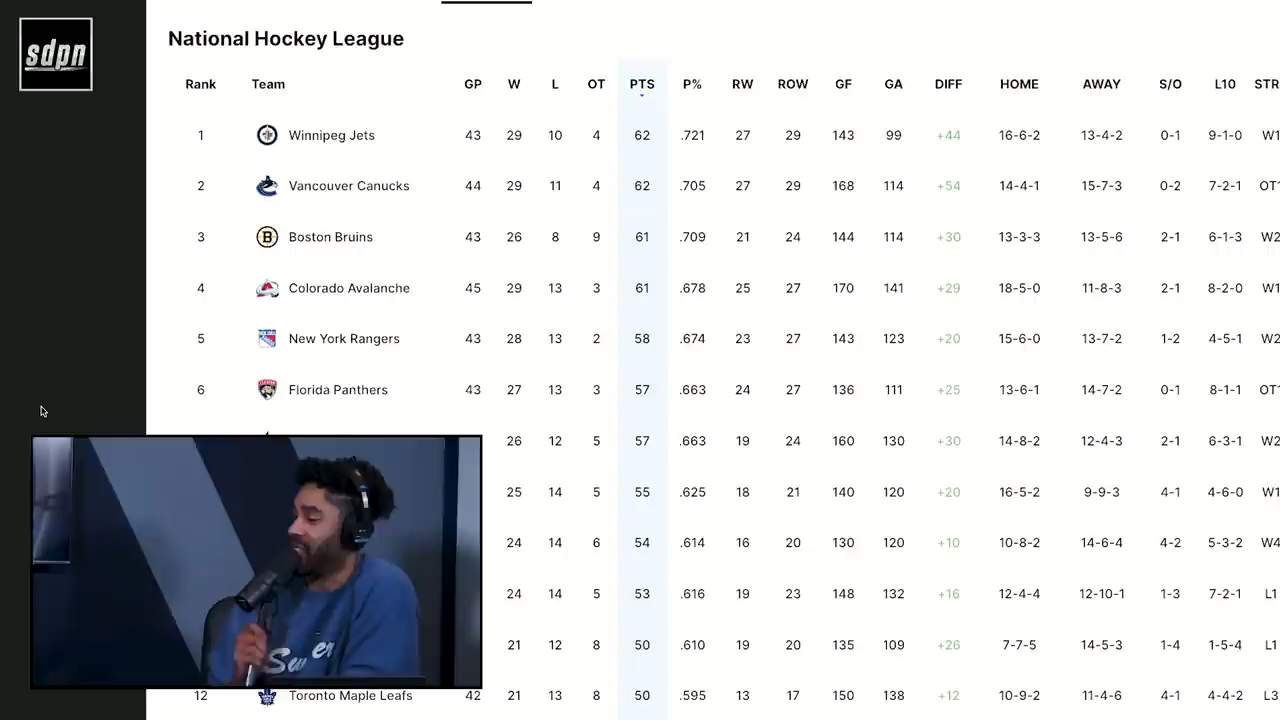 sdpn
National Hockey League
Rank Team GP W L OT PTS P% RW ROW GF GA DIFF HOME AWAY S/O L10 STR
1 Winnipeg Jets 43 29 10 4 62 .721 27 29 143 99 +44 16-6-2 13-4-2 0-1 9-1-0 W1
2 Vancouver Canucks 44 29 11 4 62 .705 27 29 168 114 +54 14-4-1 15-7-3 0-2 7-2-1 OT1
3 Boston Bruins 43 26 8 9 61 .709 21 24 144 114 +30 13-3-3 13-5-6 2-1 6-1-3 W2
4 Colorado Avalanche 45 29 13 3 61 .678 25 27 170 141 +29 18-5-0 11-8-3 2-1 8-2-0 W1
5 New York Rangers 43 28 13 2 58 .674 23 27 143 123 +20 15-6-0 13-7-2 1-2 4-5-1 W2
6 Florida Panthers 43 27 13 3 57 .663 24 27 136 111 +25 13-6-1 14-7-2 0-1 8-1-1 OT1
26 12 5 57 .663 19 24 160 130 +30 14-8-2 12-4-3 2-1 6-3-1 W2
25 14 5 55 .625 18 21 140 120 +20 16-5-2 9-9-3 4-1 4-6-0 W1
24 14 6 54 .614 16 20 130 120 +10 10-8-2 14-6-4 4-2 5-3-2 W4
24 14 5 53 .616 19 23 148 132 +16 12-4-4 12-10-1 1-3 7-2-1 L1
21 12 8 50 .610 19 20 135 109 +26 7-7-5 14-5-3 1-4 1-5-4 L1
12 Toronto Maple Leafs 42 21 13 8 50 .595 13 17 150 138 +12 10-9-2 11-4-6 4-1 4-4-2 L3